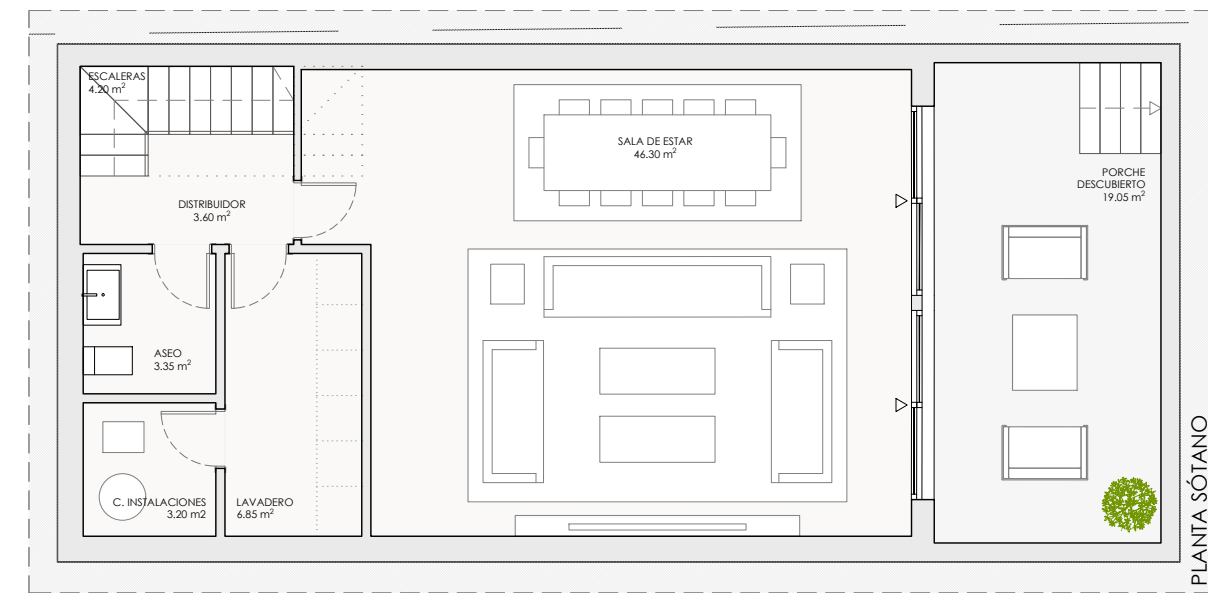 ESCALERAS
4.20 m²
SALA DE ESTAR
46.30 m²
PORCHE
DESCUBIERTO
19.05 m²
DISTRIBUIDOR
3.60 m²
ASEO
3.35 m²
C. INSTALACIONES
3.20 m2
LAVADERO
6.85 m²
PLANTA SÓTANO